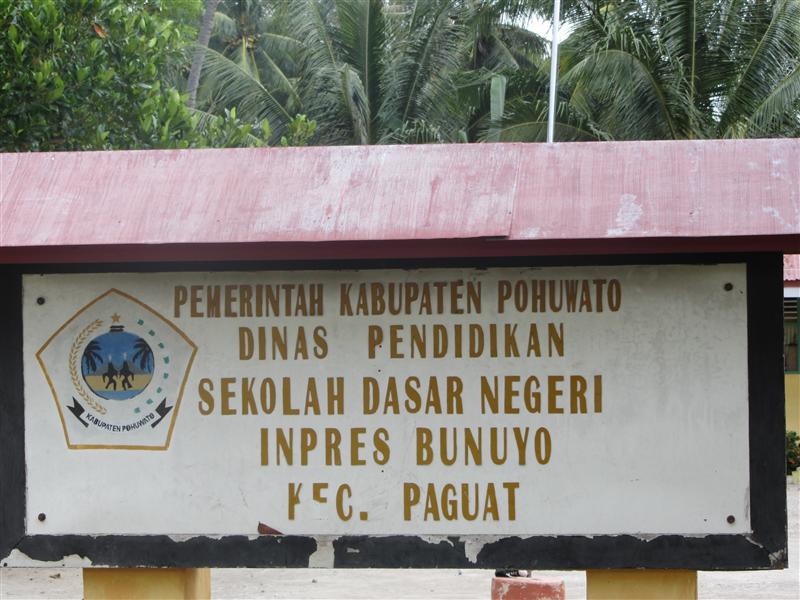 PEMERINTAH KABUPATEN POHUWATO
DINAS PENDIDIKAN
SEKOLAH DASAR NEGERI
INPRES BUNUYO
KEC. PAGUAT
KABUPATEN POHUWATO